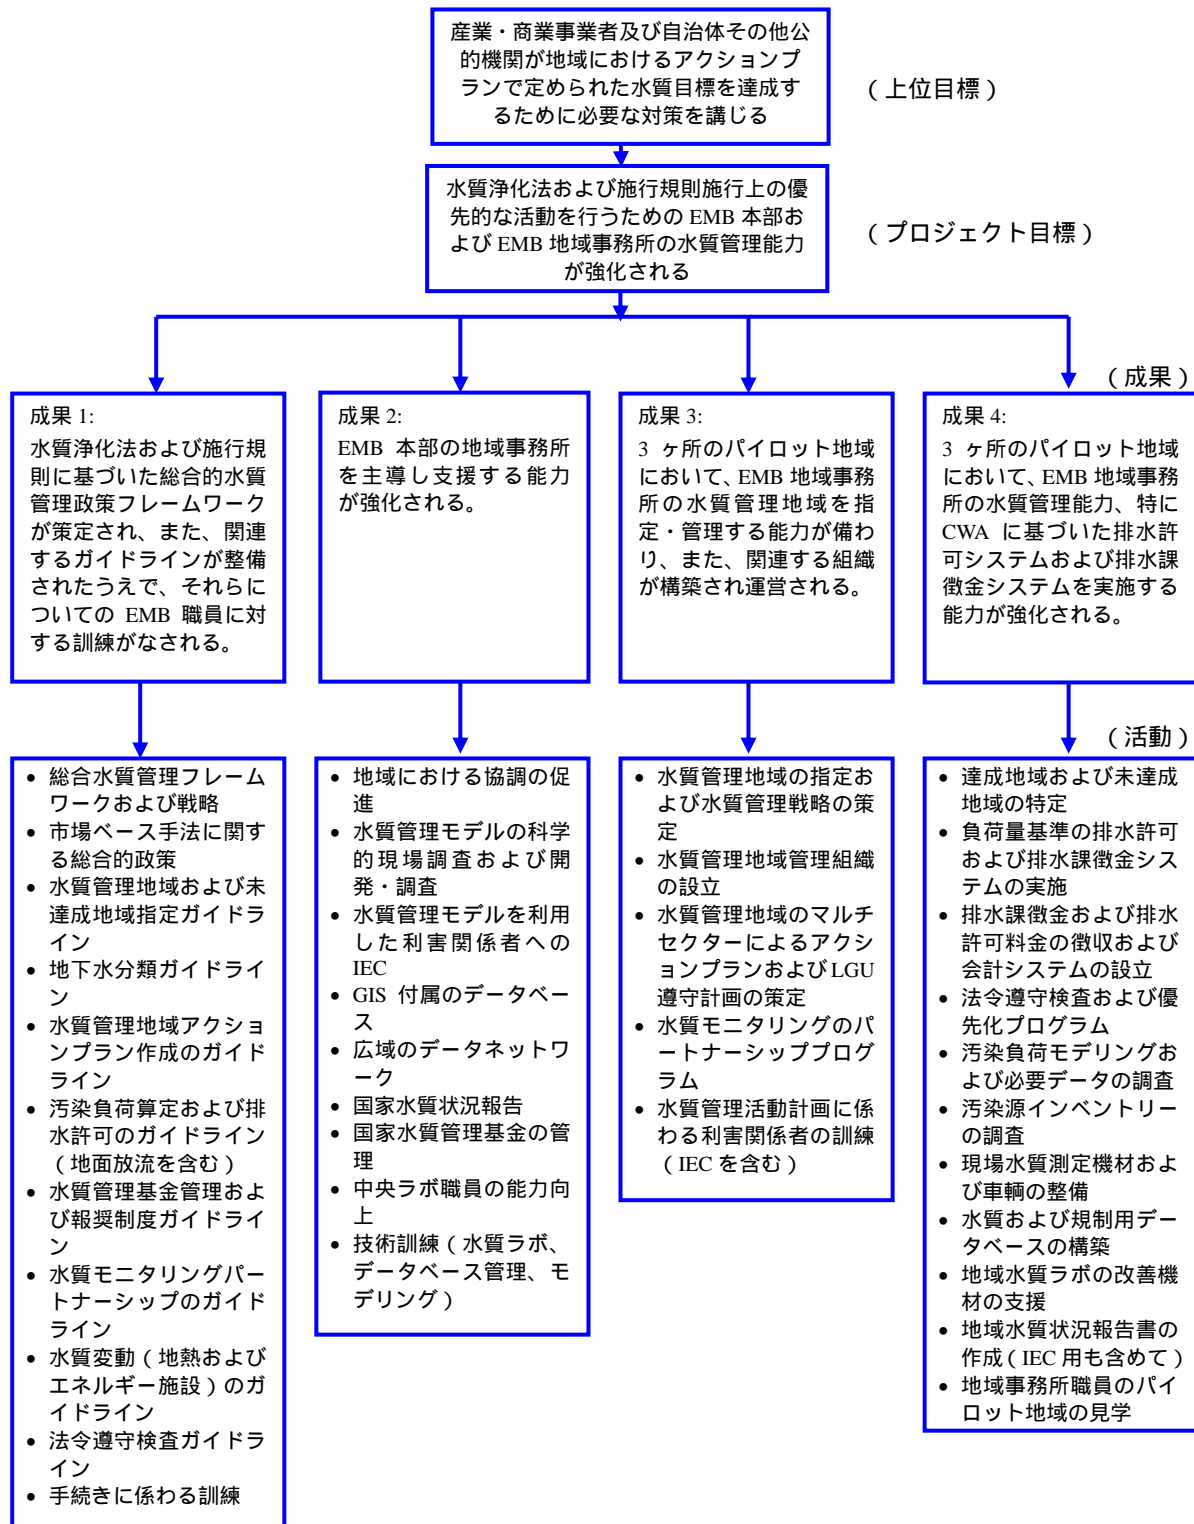 産業・商業事業者及び自治体その他公
的機関が地域におけるアクションプ
ランで定められた水質目標を達成す
るために必要な対策を講じる
（上位目標）
水質浄化法および施行規則施行上の優
先的な活動を行うための EMB 本部お
よび EMB 地域事務所の水質管理能力
が強化される
（プロジェクト目標）
（成果）
成果 1:
水質浄化法および施行規
則に基づいた総合的水質
管理政策フレームワーク
が策定され、また、関連
するガイドラインが整備
されたうえで、それらに
ついての EMB 職員に対
する訓練がなされる。
成果 2:
EMB 本部の地域事務所
を主導し支援する能力
が強化される。
成果 3:
3 ヶ所のパイロット地域
において、EMB 地域事務
所の水質管理地域を指
定・管理する能力が備わ
り、また、関連する組織
が構築され運営される。
成果 4:
3 ヶ所のパイロット地域
において、EMB 地域事務
所の水質管理能力、特に
CWA に基づいた排水許
可システムおよび排水課
徴金システムを実施する
能力が強化される。
（活動）
• 総合水質管理フレーム
ワークおよび戦略
• 市場ベース手法に関す
る総合的政策
• 水質管理地域および未
達成地域指定ガイドラ
イン
• 地下水分類ガイドライ
ン
• 水質管理地域アクショ
ンプラン作成のガイド
ライン
• 汚染負荷算定および排
水許可のガイドライン
（地面放流を含む）
• 水質管理基金管理およ
び報奨制度ガイドライ
ン
• 水質モニタリングパー
トナーシップのガイド
ライン
• 水質変動（地熱および
エネルギー施設）のガ
イドライン
• 法令遵守検査ガイドラ
イン
• 手続きに係わる訓練
• 地域における協調の促
進
• 水質管理モデルの科学
的現場調査および開
発・調査
• 水質管理モデルを利用
した利害関係者への
IEC
• GIS 付属のデータベー
ス
• 広域のデータネットワ
ーク
• 国家水質状況報告
• 国家水質管理基金の管
理
• 中央ラボ職員の能力向
上
• 技術訓練（水質ラボ、
データベース管理、モ
デリング）
• 水質管理地域の指定お
よび水質管理戦略の策
定
• 水質管理地域管理組織
の設立
• 水質管理地域のマルチ
セクターによるアクシ
ョンプランおよび LGU
遵守計画の策定
• 水質モニタリングのパ
ートナーシッププログ
ラム
• 水質管理活動計画に係
わる利害関係者の訓練
（IEC を含む）
• 達成地域および未達成
地域の特定
• 負荷量基準の排水許可
および排水課徴金シス
テムの実施
• 排水課徴金および排水
許可料金の徴収および
会計システムの設立
• 法令遵守検査および優
先化プログラム
• 汚染負荷モデリングお
よび必要データの調査
• 汚染源インベントリー
の調査
• 現場水質測定機材およ
び車輌の整備
• 水質および規制用デー
タベースの構築
• 地域水質ラボの改善機
材の支援
• 地域水質状況報告書の
作成（IEC 用も含めて）
• 地域事務所職員のパイ
ロット地域の見学